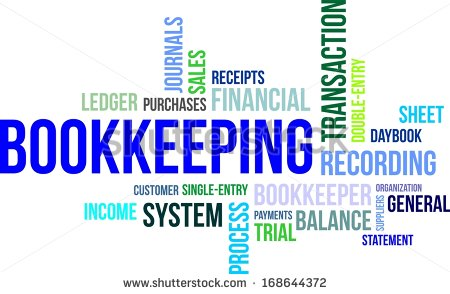 JOURNALS
SALES
RECEIPTS
TRANSACTION
DOUBLE-ENTRY
LEDGER
PURCHASES
FINANCIAL
SHEET
DAYBOOK
BOOKKEEPING
RECORDING
CUSTOMER
SINGLE-ENTRY
BOOKKEEPER
SUPPLIERS
ORGANIZATION
GENERAL
INCOME
SYSTEM
PROCESS
PAYMENTS
TRIAL
BALANCE
STATEMENT
shutterstock
www.shutterstock.com · 168644372